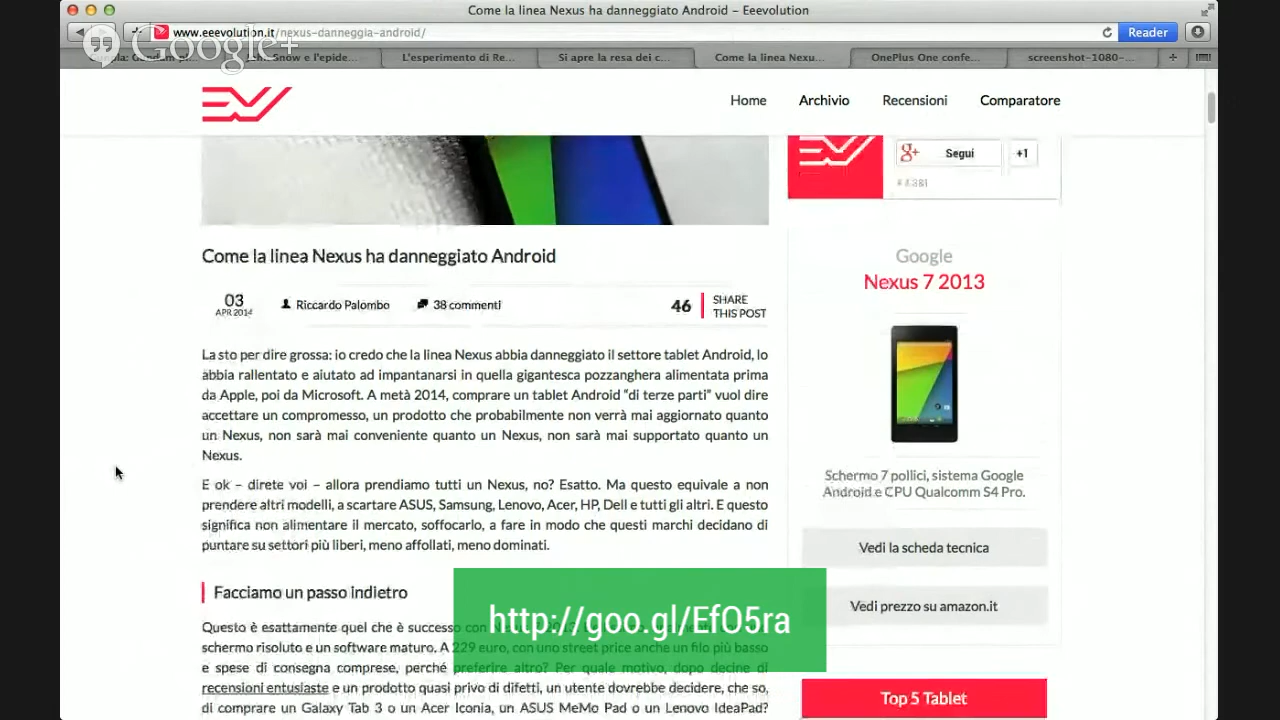 Come la linea Nexus ha danneggiato Android – Eeevolution
www.eeevolution.it/nexus-danneggia-android/
Reader
Google+
Snow e l'epide...
L'esperimento di Re...
Si apre la resa dei c...
Come la linea Nexu...
OnePlus One confe...
screenshot-1080-...
+
Home
Archivio
Recensioni
Comparatore
g+ Segui
+1
Come la linea Nexus ha danneggiato Android
03
APR 2014
Riccardo Palombo
38 commenti
46
SHARE
THIS POST
La sto per dire grossa: io credo che la linea Nexus abbia danneggiato il settore tablet Android, lo
abbia rallentato e aiutato ad impantanarsi in quella gigantesca pozzanghera alimentata prima
da Apple, poi da Microsoft. A metà 2014, comprare un tablet Android “di terze parti” vuol dire
accettare un compromesso, un prodotto che probabilmente non verrà mai aggiornato quanto
un Nexus, non sarà mai conveniente quanto un Nexus, non sarà mai supportato quanto un
Nexus.
E ok – direte voi – allora prendiamo tutti un Nexus, no? Esatto. Ma questo equivale a non
prendere altri modelli, a scartare ASUS, Samsung, Lenovo, Acer, HP, Dell e tutti gli altri. E questo
significa non alimentare il mercato, soffocarlo, a fare in modo che questi marchi decidano di
puntare su settori più liberi, meno affollati, meno dominati.
Facciamo un passo indietro
Questo è esattamente quel che è successo con
schermo risoluto e un software maturo. A 229 euro, con uno street price anche un filo più basso
e spese di consegna comprese, perché preferire altro? Per quale motivo, dopo decine di
recensioni entusiaste e un prodotto quasi privo di difetti, un utente dovrebbe decidere, che so,
di comprare un Galaxy Tab 3 o un Acer Iconia, un ASUS MeMo Pad o un Lenovo IdeaPad?
http://goo.gl/EfO5ra
Google
Nexus 7 2013
Schermo 7 pollici, sistema Google
Android e CPU Qualcomm S4 Pro.
Vedi la scheda tecnica
Vedi prezzo su amazon.it
Top 5 Tablet